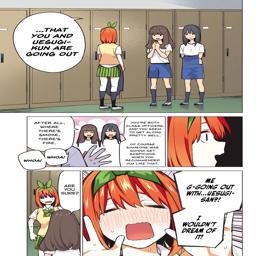 ...THAT
YOU AND
UESUGI-
KUN ARE
GOING OUT
YOU'RE BOTH
CLASS OFFICERS,
AND YOU SEEM
TO GET ALONG
PRETTY WELL.
OF COURSE
SOMEONE WAS
GONNA GET
SUSPICIOUS
WHEN YOU
RECOMMENDED
HIM LIKE THAT.
AFTER ALL,
WHERE
THERE'S
SMOKE,
THERE'S
FIRE.
WHOA!
WHOA!
ME
G-GOING OUT
WITH...UESUGI-
SAN?!
I
WOULDN'T
DREAM OF
IT!
ARE
YOU
SURE?